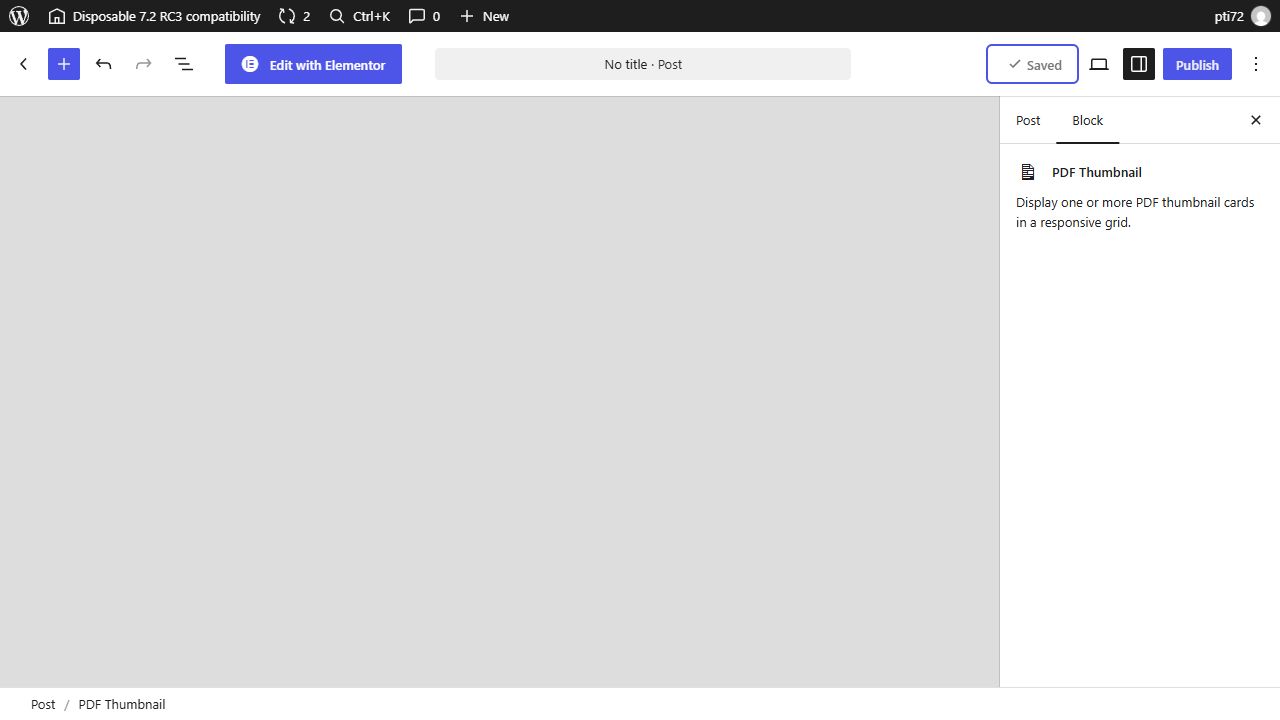 Disposable 7.2 RC3 compatibility 2 Ctrl+K 0 New pti72
Edit with Elementor No title · Post Saved Publish
Post Block
PDF Thumbnail
Display one or more PDF thumbnail cards
in a responsive grid.
Post / PDF Thumbnail